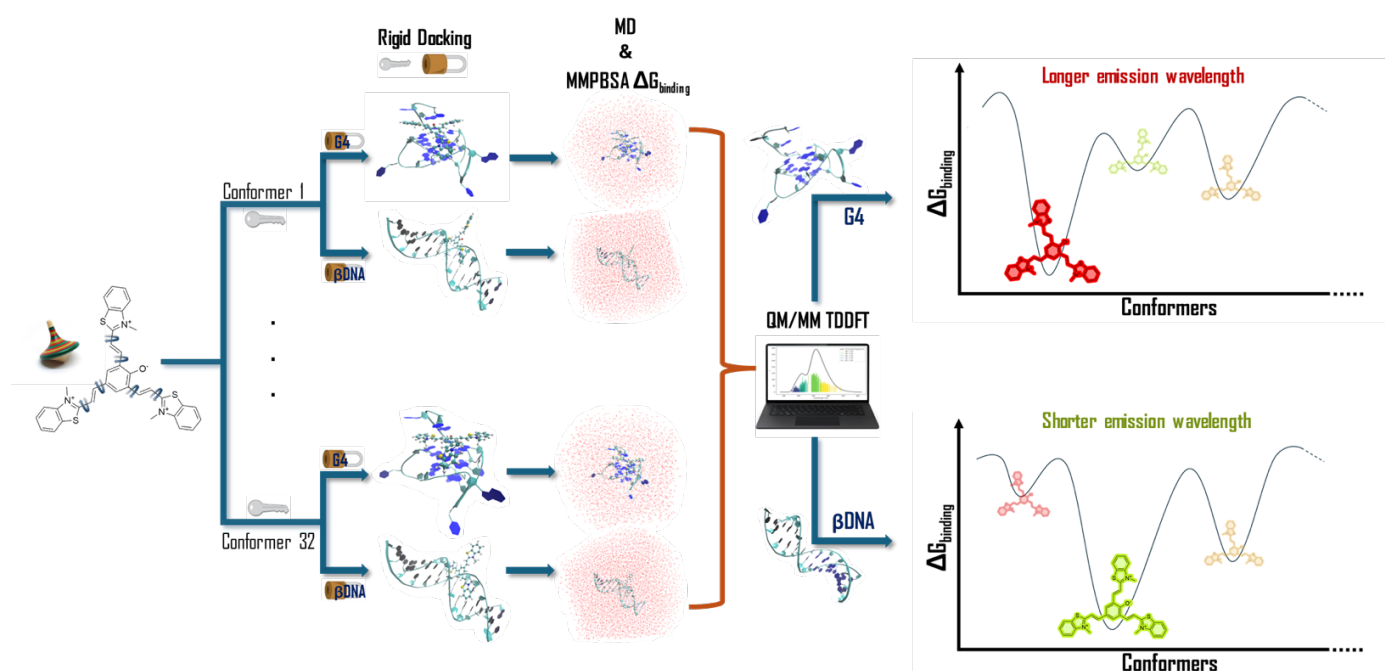 Rigid Docking
MD
&
MMPBSA ΔGbinding
G4
Conformer 1
βDNA
S
N+
O-
N+
S
N+
S
G4
Conformer 32
βDNA
QM/MM TDDFT
G4
βDNA
Longer emission wavelength
ΔGbinding
Conformers
Shorter emission wavelength
ΔGbinding
S
N+
O-
S
N+
S
N+
Conformers